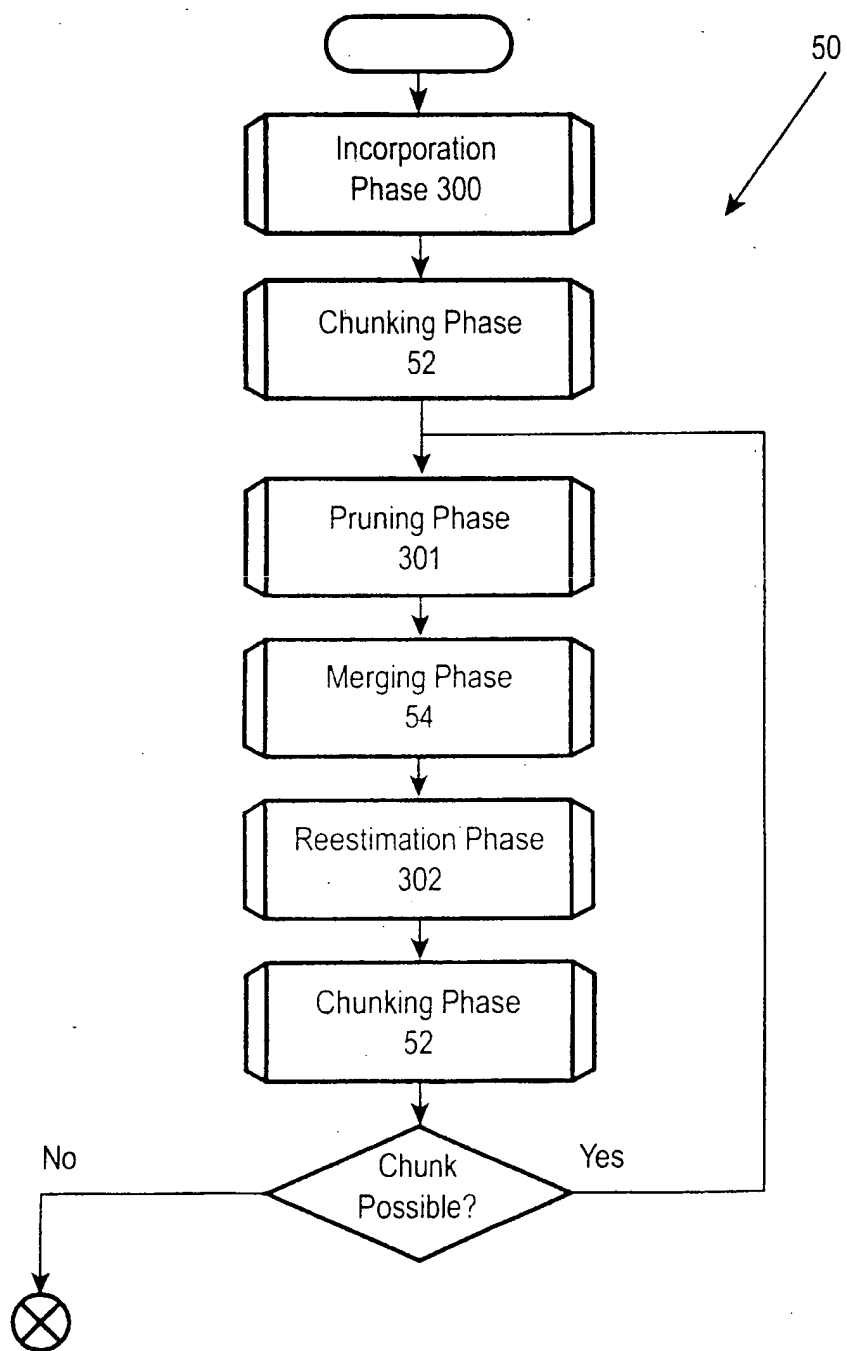 50
Incorporation
Phase 300
Chunking Phase
52
Pruning Phase
301
Merging Phase
54
Reestimation Phase
302
Chunking Phase
52
No
Chunk
Possible?
Yes